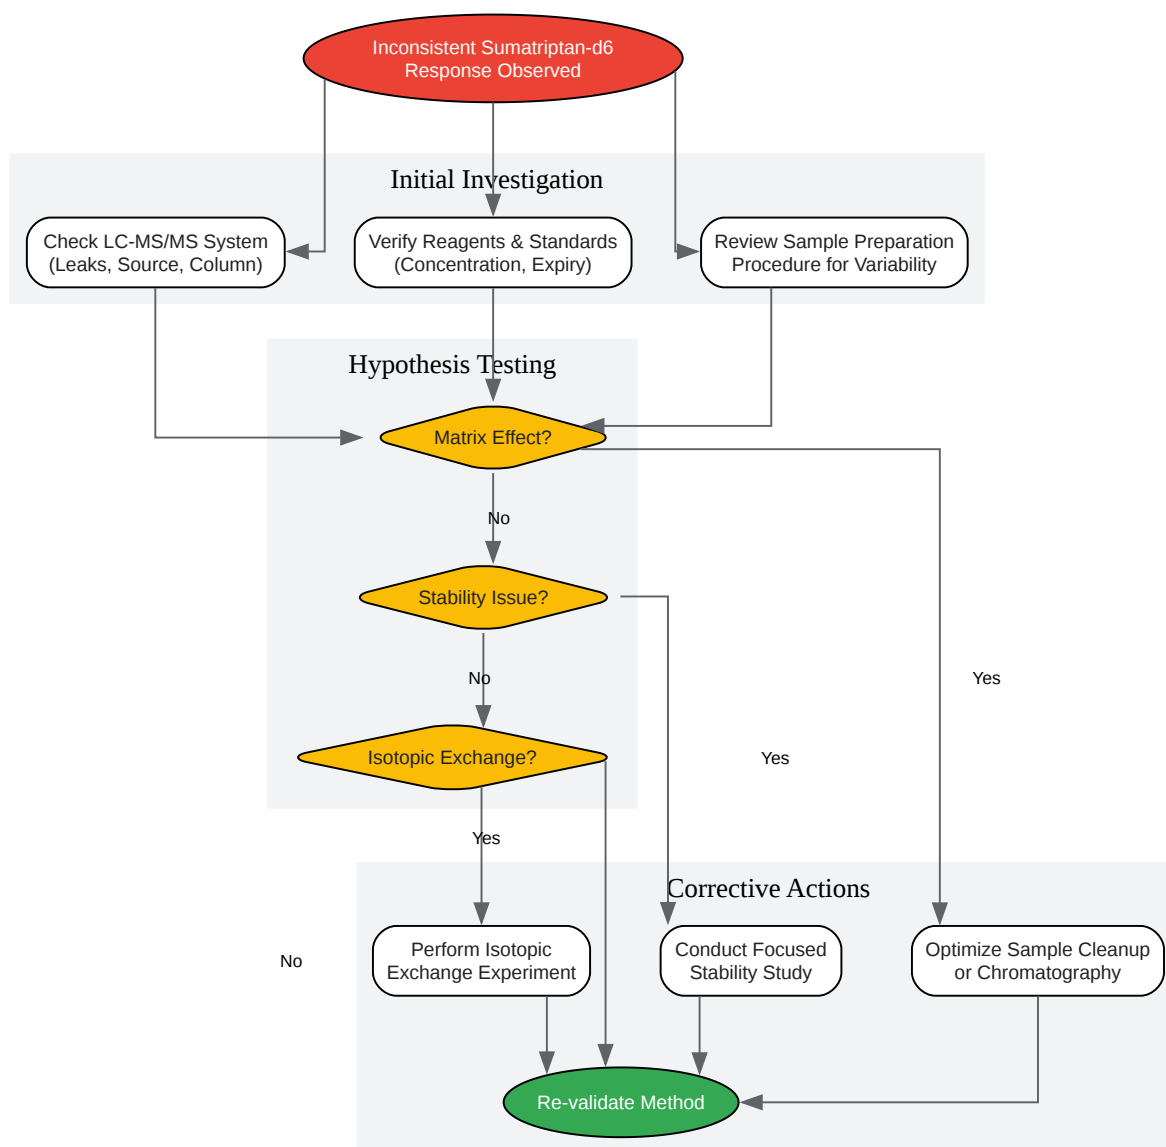 Inconsistent Sumatriptan-d6
Response Observed
Initial Investigation
Check LC-MS/MS System
(Leaks, Source, Column)
Verify Reagents & Standards
(Concentration, Expiry)
Review Sample Preparation
Procedure for Variability
Hypothesis Testing
Matrix Effect?
No
Stability Issue?
No
Yes
Isotopic Exchange?
Yes
Yes
Corrective Actions
No
Perform Isotopic
Exchange Experiment
Conduct Focused
Stability Study
Optimize Sample Cleanup
or Chromatography
Re-validate Method